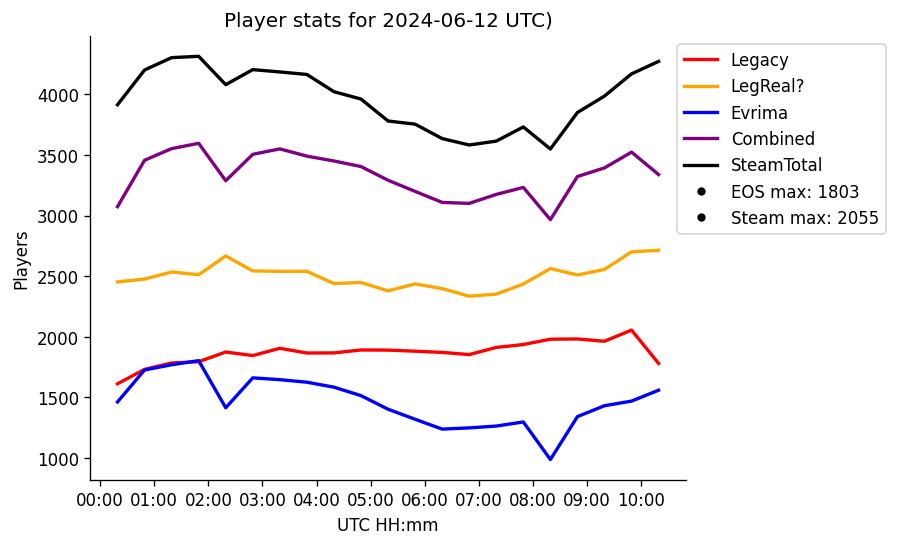 Player stats for 2024-06-12 UTC)
Legacy
LegReal?
Evrima
Combined
SteamTotal
EOS max: 1803
Steam max: 2055
Players
4000
3500
3000
2500
2000
1500
1000
00:00 01:00 02:00 03:00 04:00 05:00 06:00 07:00 08:00 09:00 10:00
UTC HH:mm